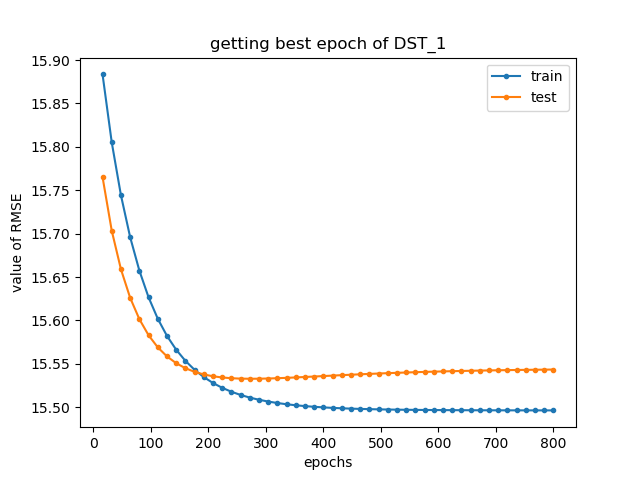 getting best epoch of DST_1
15.90
15.85
15.80
15.75
15.70
15.65
15.60
15.55
15.50
value of RMSE
train
test
0 100 200 300 400 500 600 700 800
epochs